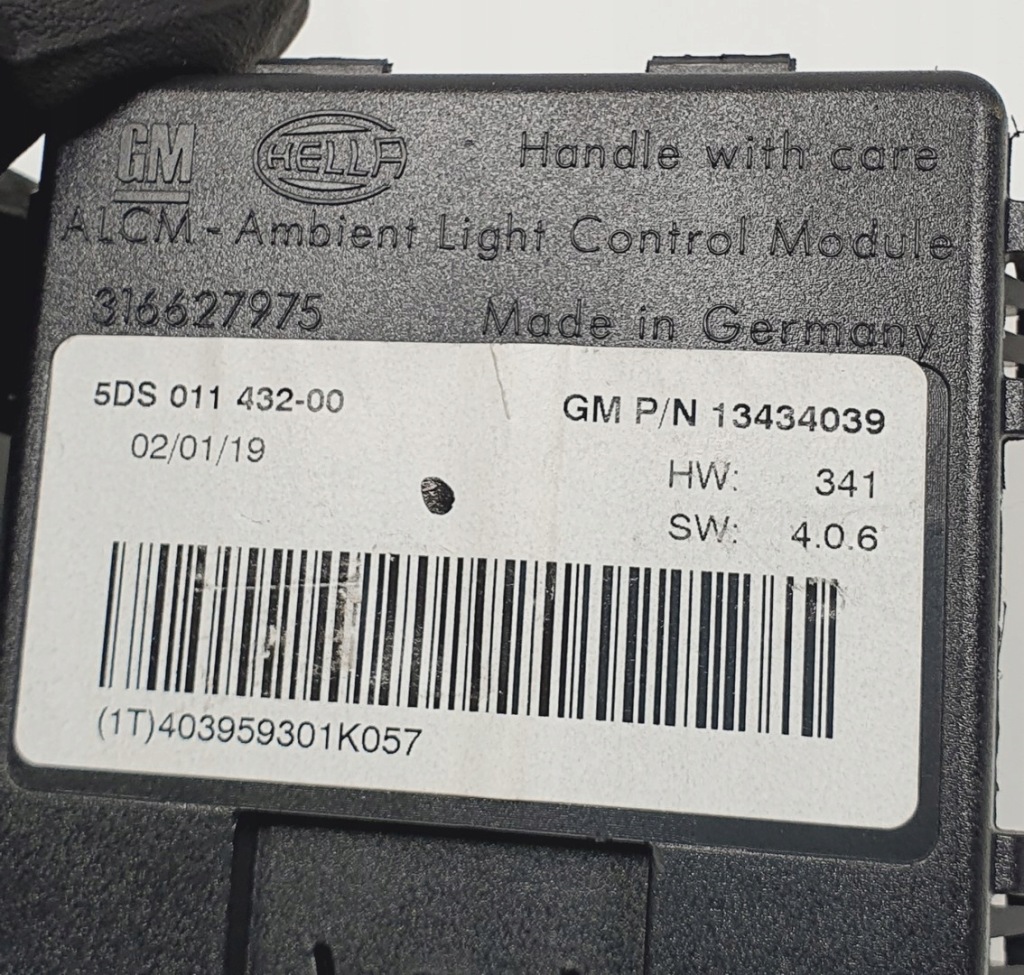 GM HELLA Handle with care
ALCM - Ambient Light Control Module
316627975 Made in Germany
5DS 011 432-00 GM P/N 13434039
02/01/19 HW: 341
SW: 4.0.6
(1T)403959301K057